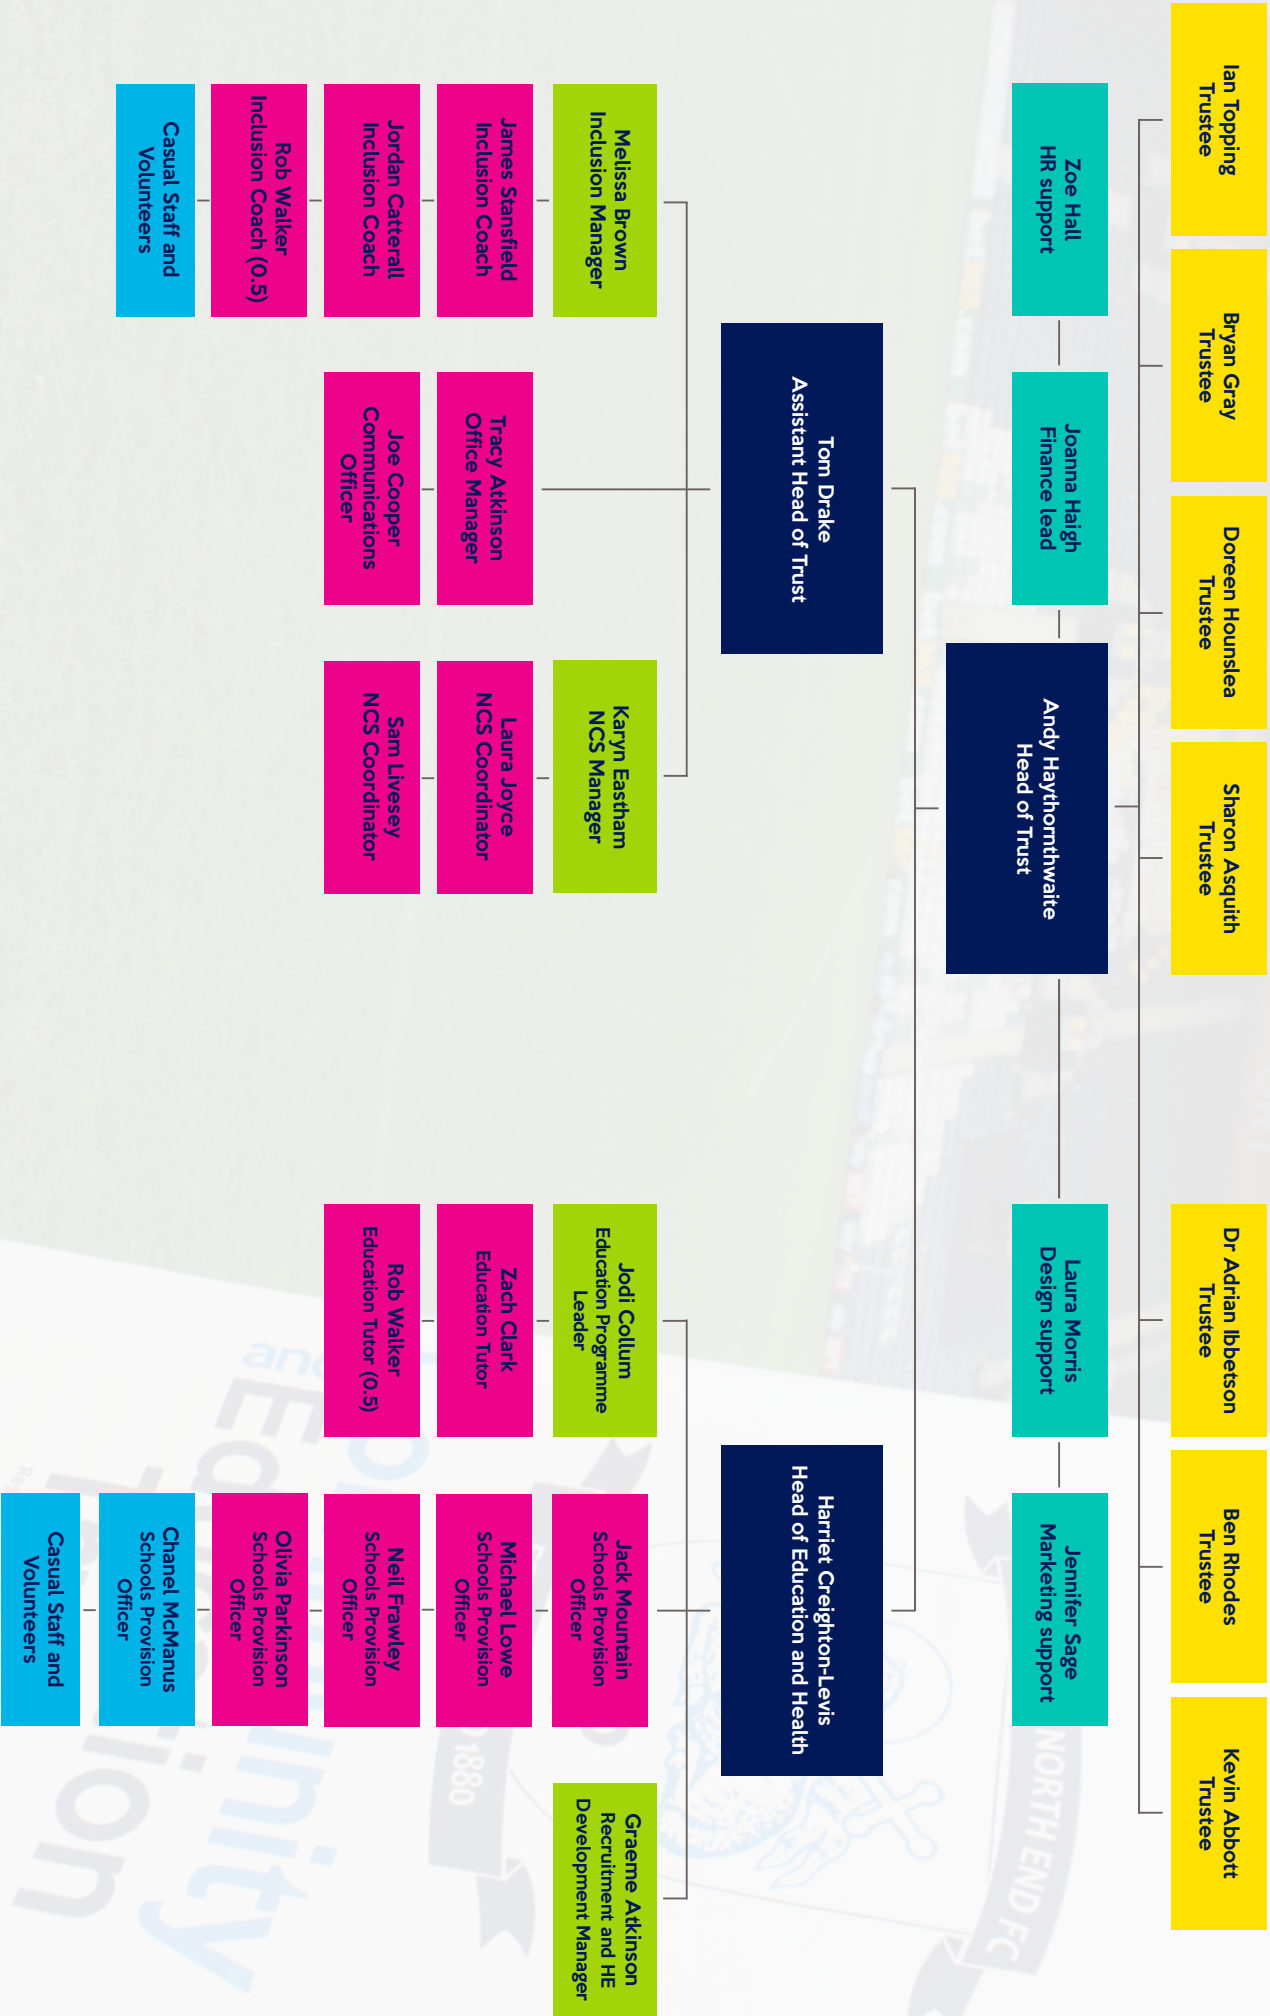 Ian Topping
Trustee
Bryan Gray
Trustee
Doreen Hounslea
Trustee
Sharon Asquith
Trustee
Dr Adrian Ibbetson
Trustee
Ben Rhodes
Trustee
Kevin Abbott
Trustee
Zoe Hall
HR support
Joanna Haigh
Finance lead
Andy Haythornthwaite
Head of Trust
Laura Morris
Design support
Jennifer Sage
Marketing support
Tom Drake
Assistant Head of Trust
Harriet Creighton-Levis
Head of Education and Health
Melissa Brown
Inclusion Manager
James Stansfield
Inclusion Coach
Jordan Catterall
Inclusion Coach
Rob Walker
Inclusion Coach (0.5)
Casual Staff and
Volunteers
Tracy Atkinson
Office Manager
Joe Cooper
Communications
Officer
Karyn Eastham
NCS Manager
Laura Joyce
NCS Coordinator
Sam Livesey
NCS Coordinator
Jodi Collum
Education Programme
Leader
Zach Clark
Education Tutor
Rob Walker
Education Tutor (0.5)
Jack Mountain
Schools Provision
Officer
Michael Lowe
Schools Provision
Officer
Neil Frawley
Schools Provision
Officer
Olivia Parkinson
Schools Provision
Officer
Chanel McManus
Schools Provision
Officer
Casual Staff and
Volunteers
Graeme Atkinson
Recruitment and HE
Development Manager
NORTH END FC
1880